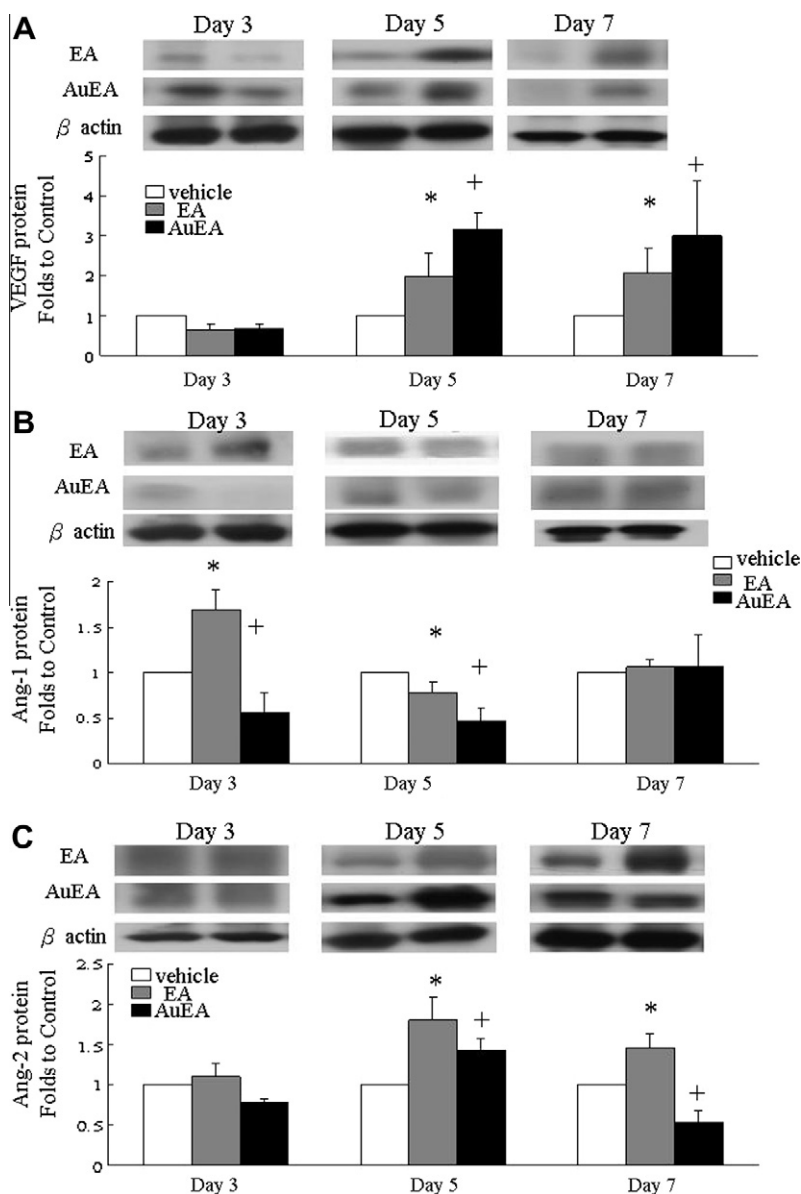 A
Day 3 Day 5 Day 7
EA
AuEA
β actin
VEGF protein
Folds to Control
5
4
3
2
1
0
vehicle
EA
AuEA
* + * +
Day 3 Day 5 Day 7
B
Day 3 Day 5 Day 7
EA
AuEA
β actin
vehicle
EA
AuEA
Ang-1 protein
Folds to Control
2
1.5
1
0.5
0
* + * +
Day 3 Day 5 Day 7
C
Day 3 Day 5 Day 7
EA
AuEA
β actin
Ang-2 protein
Folds to Control
2.5
2
1.5
1
0.5
0
vehicle
EA
AuEA
* + * +
Day 3 Day 5 Day 7